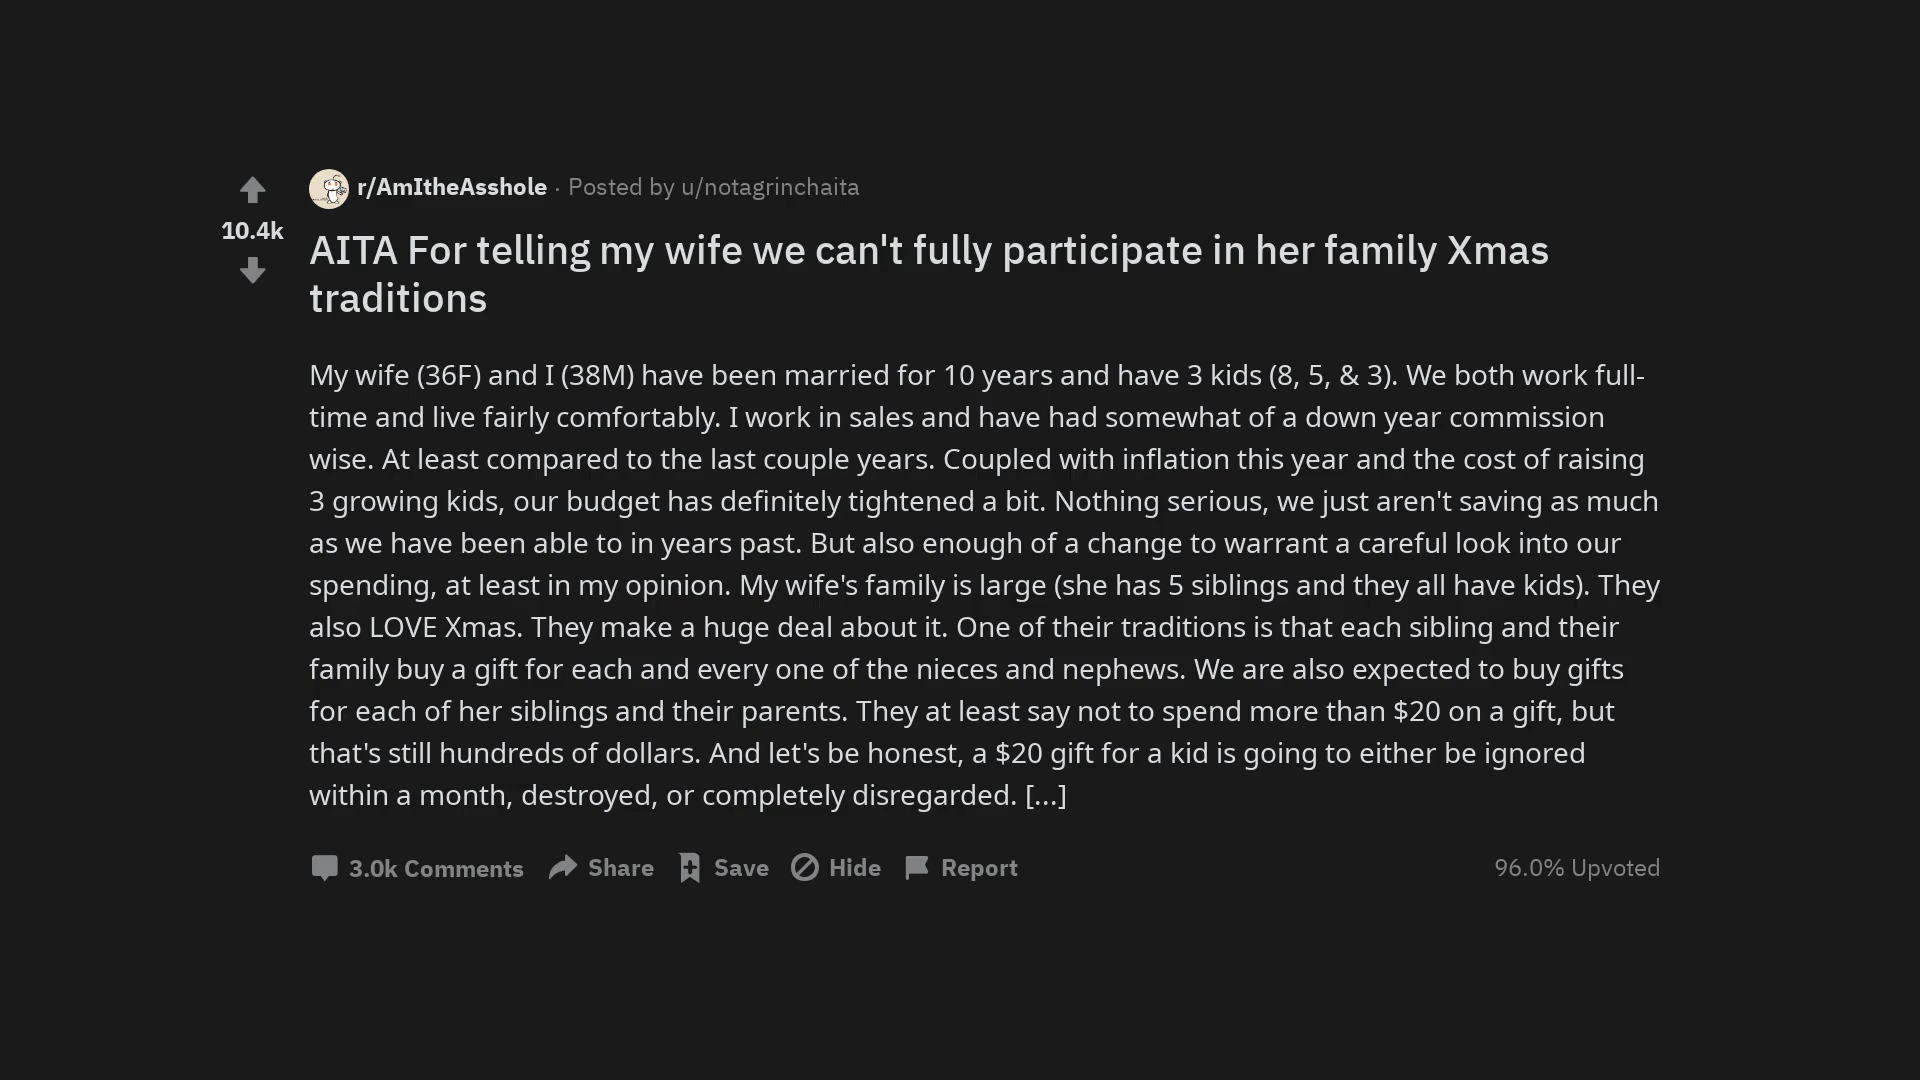 r/AmItheAsshole · Posted by u/notagrinchaita
10.4k
AITA For telling my wife we can't fully participate in her family Xmas
traditions
My wife (36F) and I (38M) have been married for 10 years and have 3 kids (8, 5, & 3). We both work full-
time and live fairly comfortably. I work in sales and have had somewhat of a down year commission
wise. At least compared to the last couple years. Coupled with inflation this year and the cost of raising
3 growing kids, our budget has definitely tightened a bit. Nothing serious, we just aren't saving as much
as we have been able to in years past. But also enough of a change to warrant a careful look into our
spending, at least in my opinion. My wife's family is large (she has 5 siblings and they all have kids). They
also LOVE Xmas. They make a huge deal about it. One of their traditions is that each sibling and their
family buy a gift for each and every one of the nieces and nephews. We are also expected to buy gifts
for each of her siblings and their parents. They at least say not to spend more than $20 on a gift, but
that's still hundreds of dollars. And let's be honest, a $20 gift for a kid is going to either be ignored
within a month, destroyed, or completely disregarded. [...]
3.0k Comments Share Save Hide Report 96.0% Upvoted